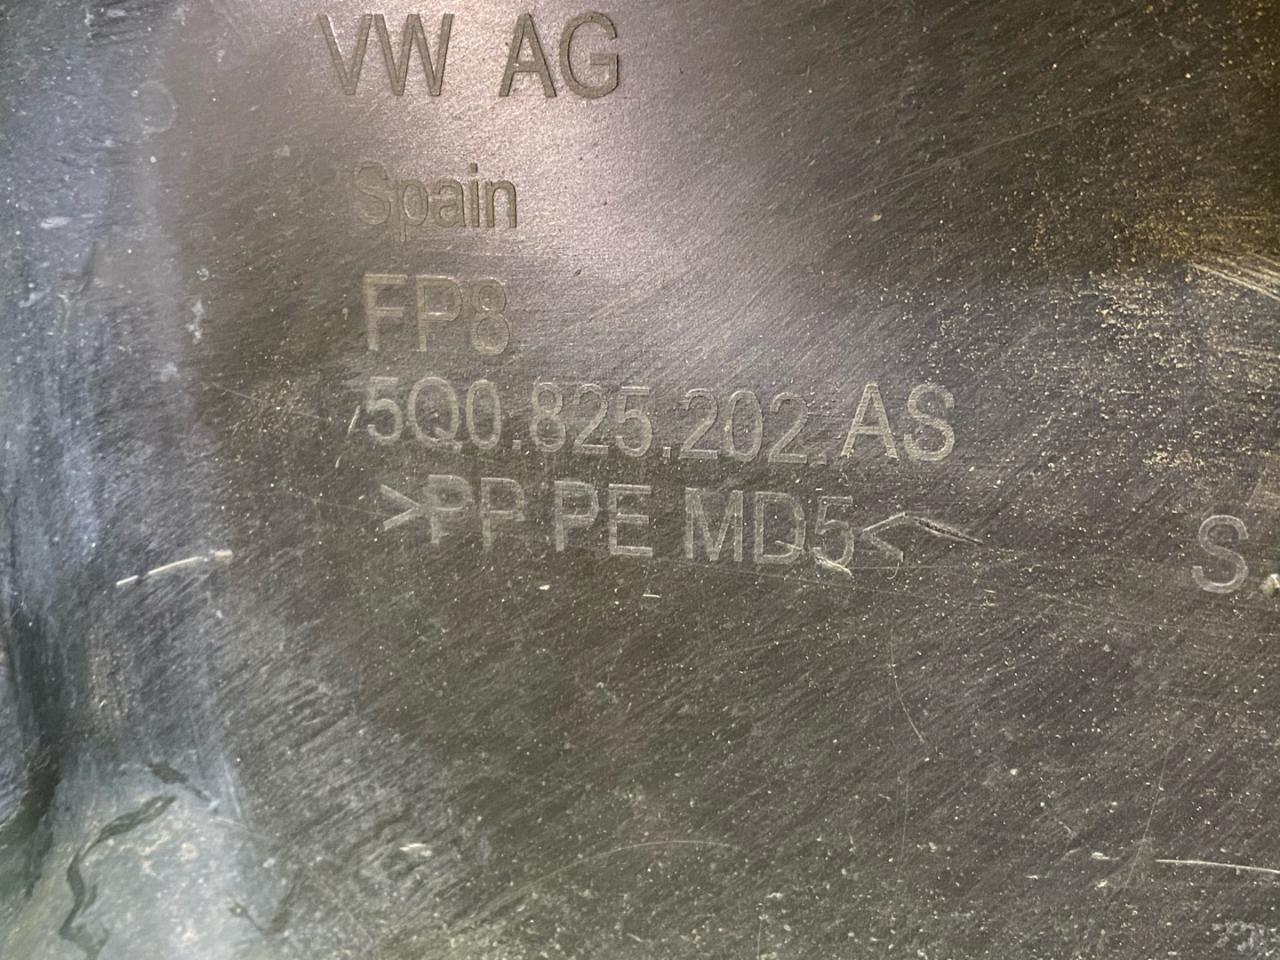 VW AG
Spain
FP8
5Q0.825.202.AS
>PP PE MD5<
S.